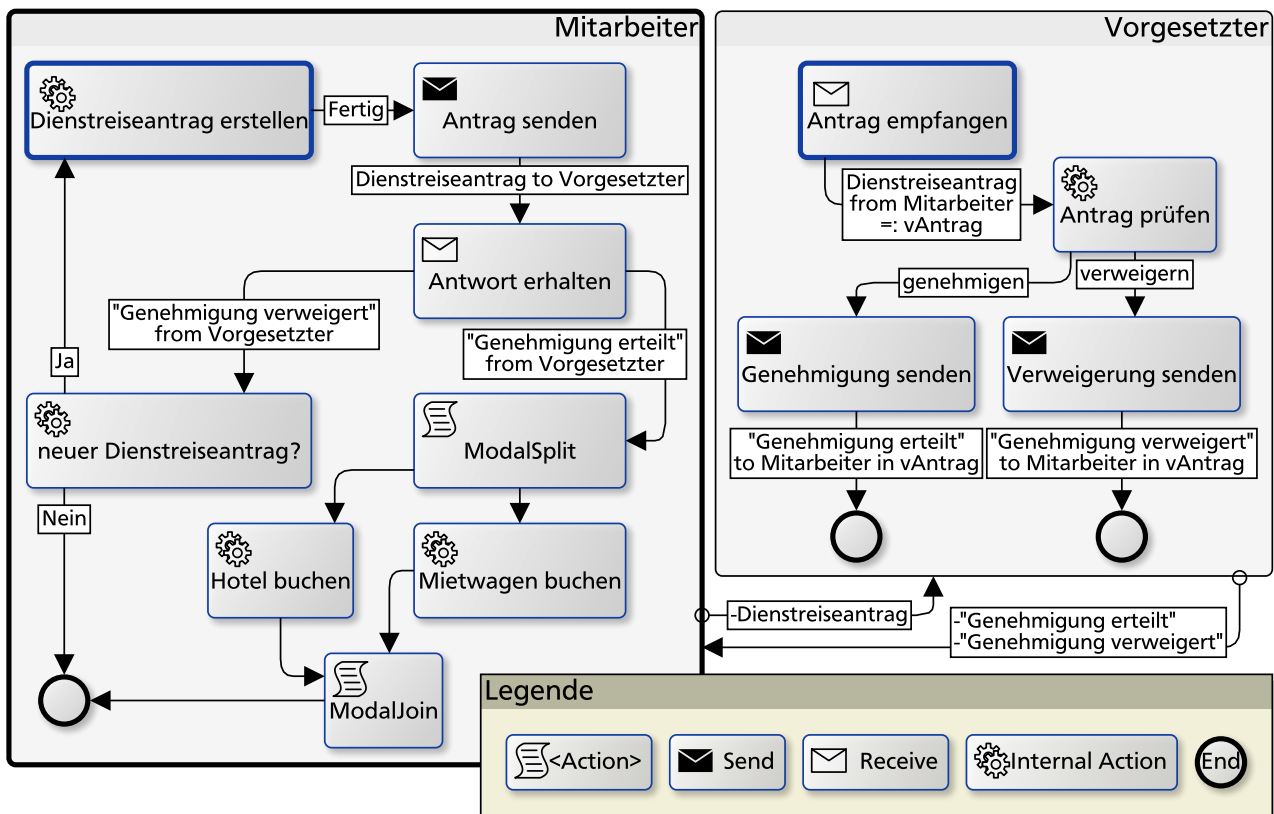 Mitarbeiter
Dienstreiseantrag erstellen
Fertig
Antrag senden
Dienstreiseantrag to Vorgesetzter
Antwort erhalten
"Genehmigung verweigert"
from Vorgesetzter
"Genehmigung erteilt"
from Vorgesetzter
Ja
neuer Dienstreiseantrag?
ModalSplit
Nein
Hotel buchen
Mietwagen buchen
ModalJoin
Vorgesetzter
Antrag empfangen
Dienstreiseantrag
from Mitarbeiter
=: vAntrag
Antrag prüfen
genehmigen
verweigern
Genehmigung senden
Verweigerung senden
"Genehmigung erteilt"
to Mitarbeiter in vAntrag
"Genehmigung verweigert"
to Mitarbeiter in vAntrag
-Dienstreiseantrag
-"Genehmigung erteilt"
-"Genehmigung verweigert"
Legende
<Action>
Send
Receive
Internal Action
End